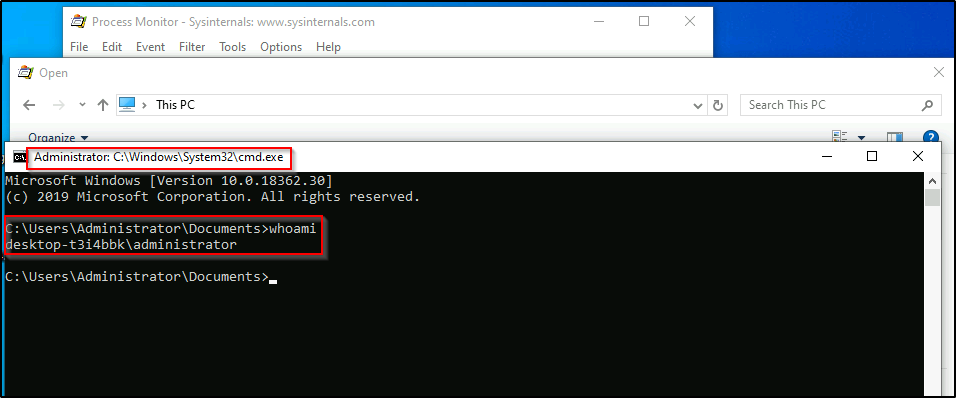 Process Monitor - Sysinternals: www.sysinternals.com
File Edit Event Filter Tools Options Help
Open
This PC
Search This PC
Organize
Administrator: C:\Windows\System32\cmd.exe
Microsoft Windows [Version 10.0.18362.30]
(c) 2019 Microsoft Corporation. All rights reserved.
C:\Users\Administrator\Documents>whoami
desktop-t3i4bbk\administrator
C:\Users\Administrator\Documents>